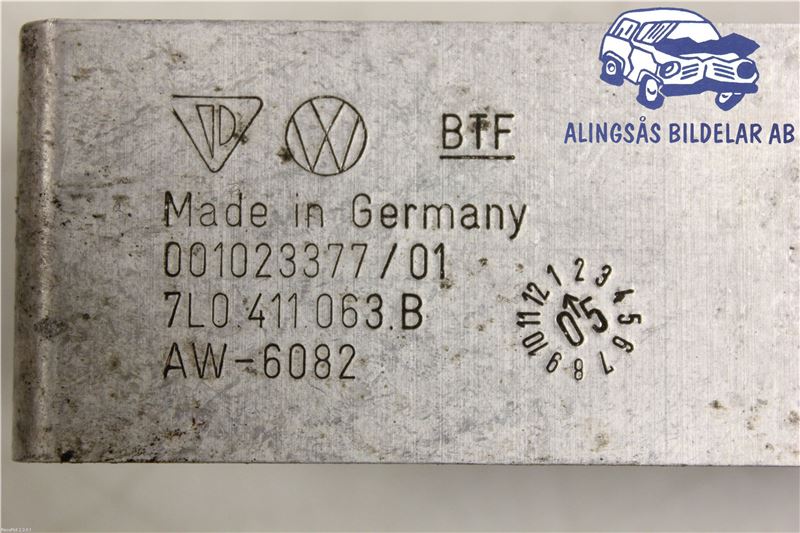 ALINGSÅS BILDELAR AB
BTF
Made in Germany
001023377/01
7L0.411.063.B
AW-6082
1 2 3 4 5 6 7 8 9 10 11 12
05